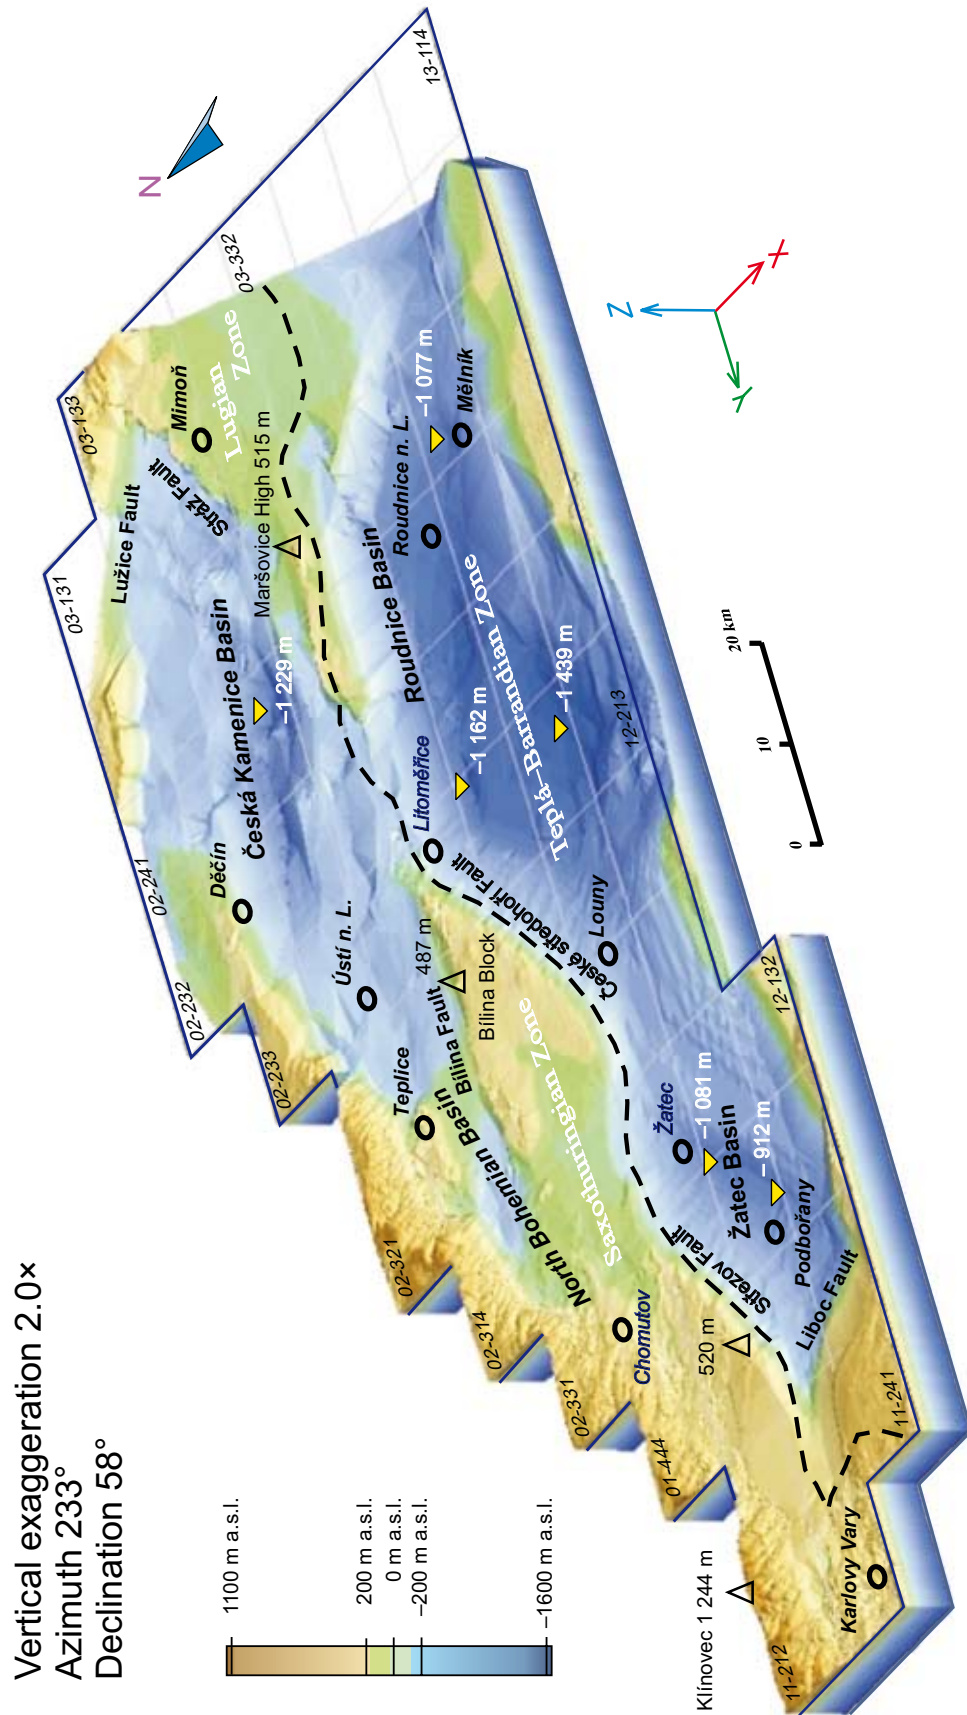 Vertical exaggeration 2.0×
Azimuth 233°
Declination 58°
1100 m a.s.l.
200 m a.s.l.
0 m a.s.l.
–200 m a.s.l.
–1600 m a.s.l.
N
Z
X
Y
0
10
20 km
03-131
03-133
03-332
13-114
02-241
02-232
02-233
02-321
02-314
02-331
01-444
11-212
11-241
12-132
12-213
Lužice Fault
Stráž Fault
Mimoň
Lugian
Zone
Maršovice High 515 m
Česká Kamenice Basin
–1 229 m
Děčín
Ústí n. L.
Roudnice Basin
Roudnice n. L.
–1 077 m
Mělník
Teplá–Barrandian Zone
–1 162 m
–1 439 m
Litoměřice
České středohoří Fault
Louny
487 m
Bílina Block
Bílina Fault
Teplice
North Bohemian Basin
Saxothuringian Zone
Chomutov
Žatec
–1 081 m
Žatec Basin
– 912 m
Podbořany
Střezov Fault
Liboc Fault
520 m
Klínovec 1 244 m
Karlovy Vary